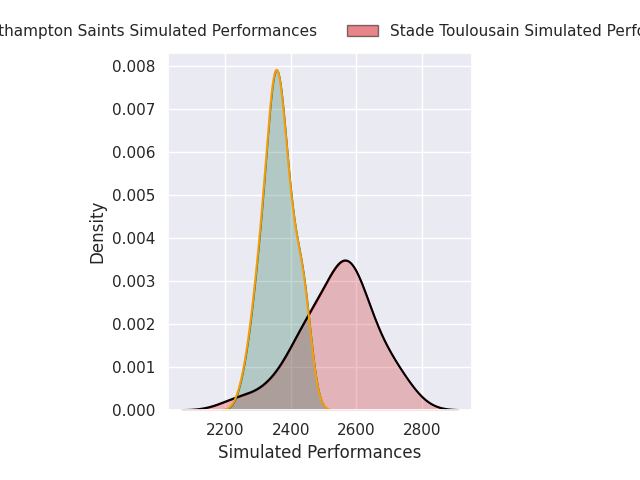 thampton Saints Simulated Performances
Stade Toulousain Simulated Perfo
0.008
0.007
0.006
0.005
0.004
0.003
0.002
0.001
0.000
Density
2200 2400 2600 2800
Simulated Performances